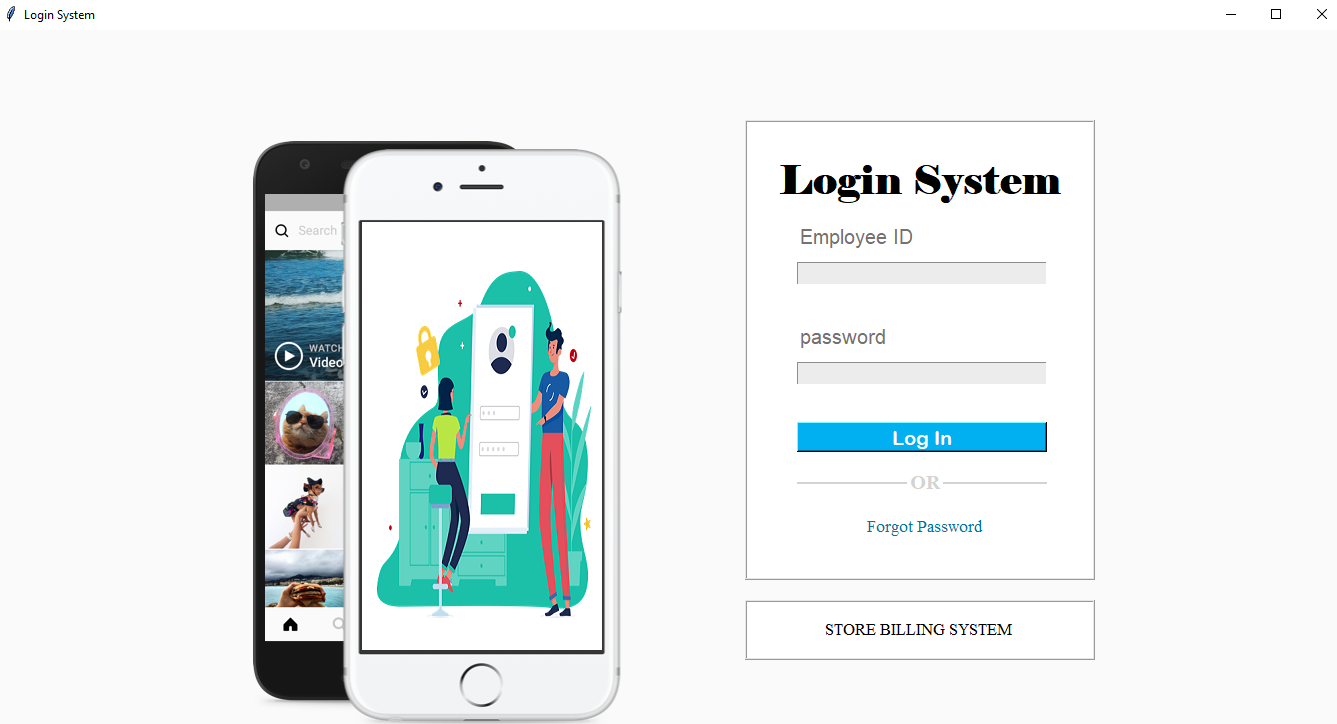 Login System
Search
WATCH
Video
Login System
Employee ID
password
Log In
OR
Forgot Password
STORE BILLING SYSTEM